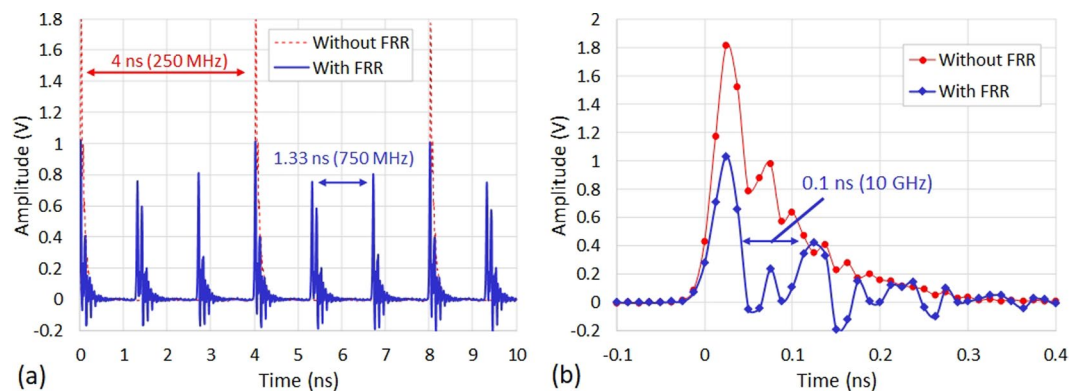 1.8
1.6
1.4
1.2
1
0.8
0.6
0.4
0.2
0
-0.2
Amplitude (V)
Without FRR
With FRR
4 ns (250 MHz)
1.33 ns (750 MHz)
0 1 2 3 4 5 6 7 8 9 10
Time (ns)
(a)
2
1.8
1.6
1.4
1.2
1
0.8
0.6
0.4
0.2
0
-0.2
Amplitude (V)
Without FRR
With FRR
0.1 ns (10 GHz)
-0.1 0 0.1 0.2 0.3 0.4
Time (ns)
(b)